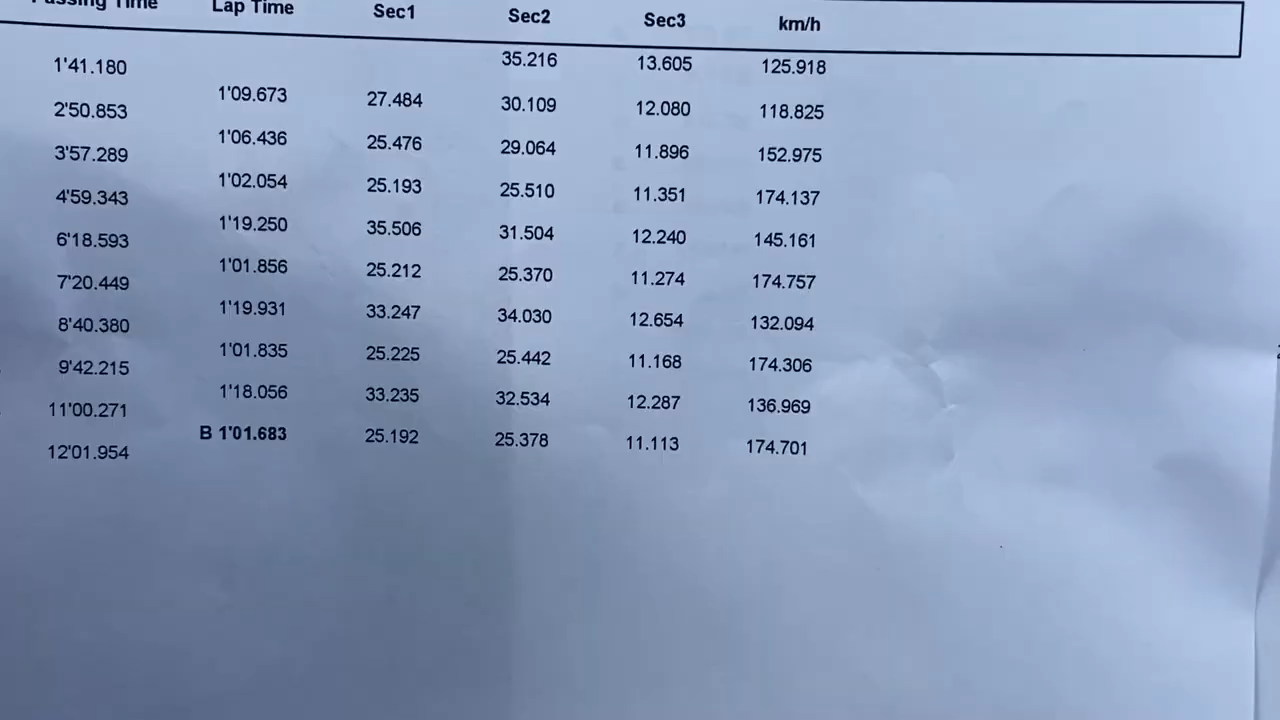 Passing Time Lap Time Sec1 Sec2 Sec3 km/h
1'41.180 35.216 13.605 125.918
2'50.853 1'09.673 27.484 30.109 12.080 118.825
3'57.289 1'06.436 25.476 29.064 11.896 152.975
4'59.343 1'02.054 25.193 25.510 11.351 174.137
6'18.593 1'19.250 35.506 31.504 12.240 145.161
7'20.449 1'01.856 25.212 25.370 11.274 174.757
8'40.380 1'19.931 33.247 34.030 12.654 132.094
9'42.215 1'01.835 25.225 25.442 11.168 174.306
11'00.271 1'18.056 33.235 32.534 12.287 136.969
12'01.954 B 1'01.683 25.192 25.378 11.113 174.701